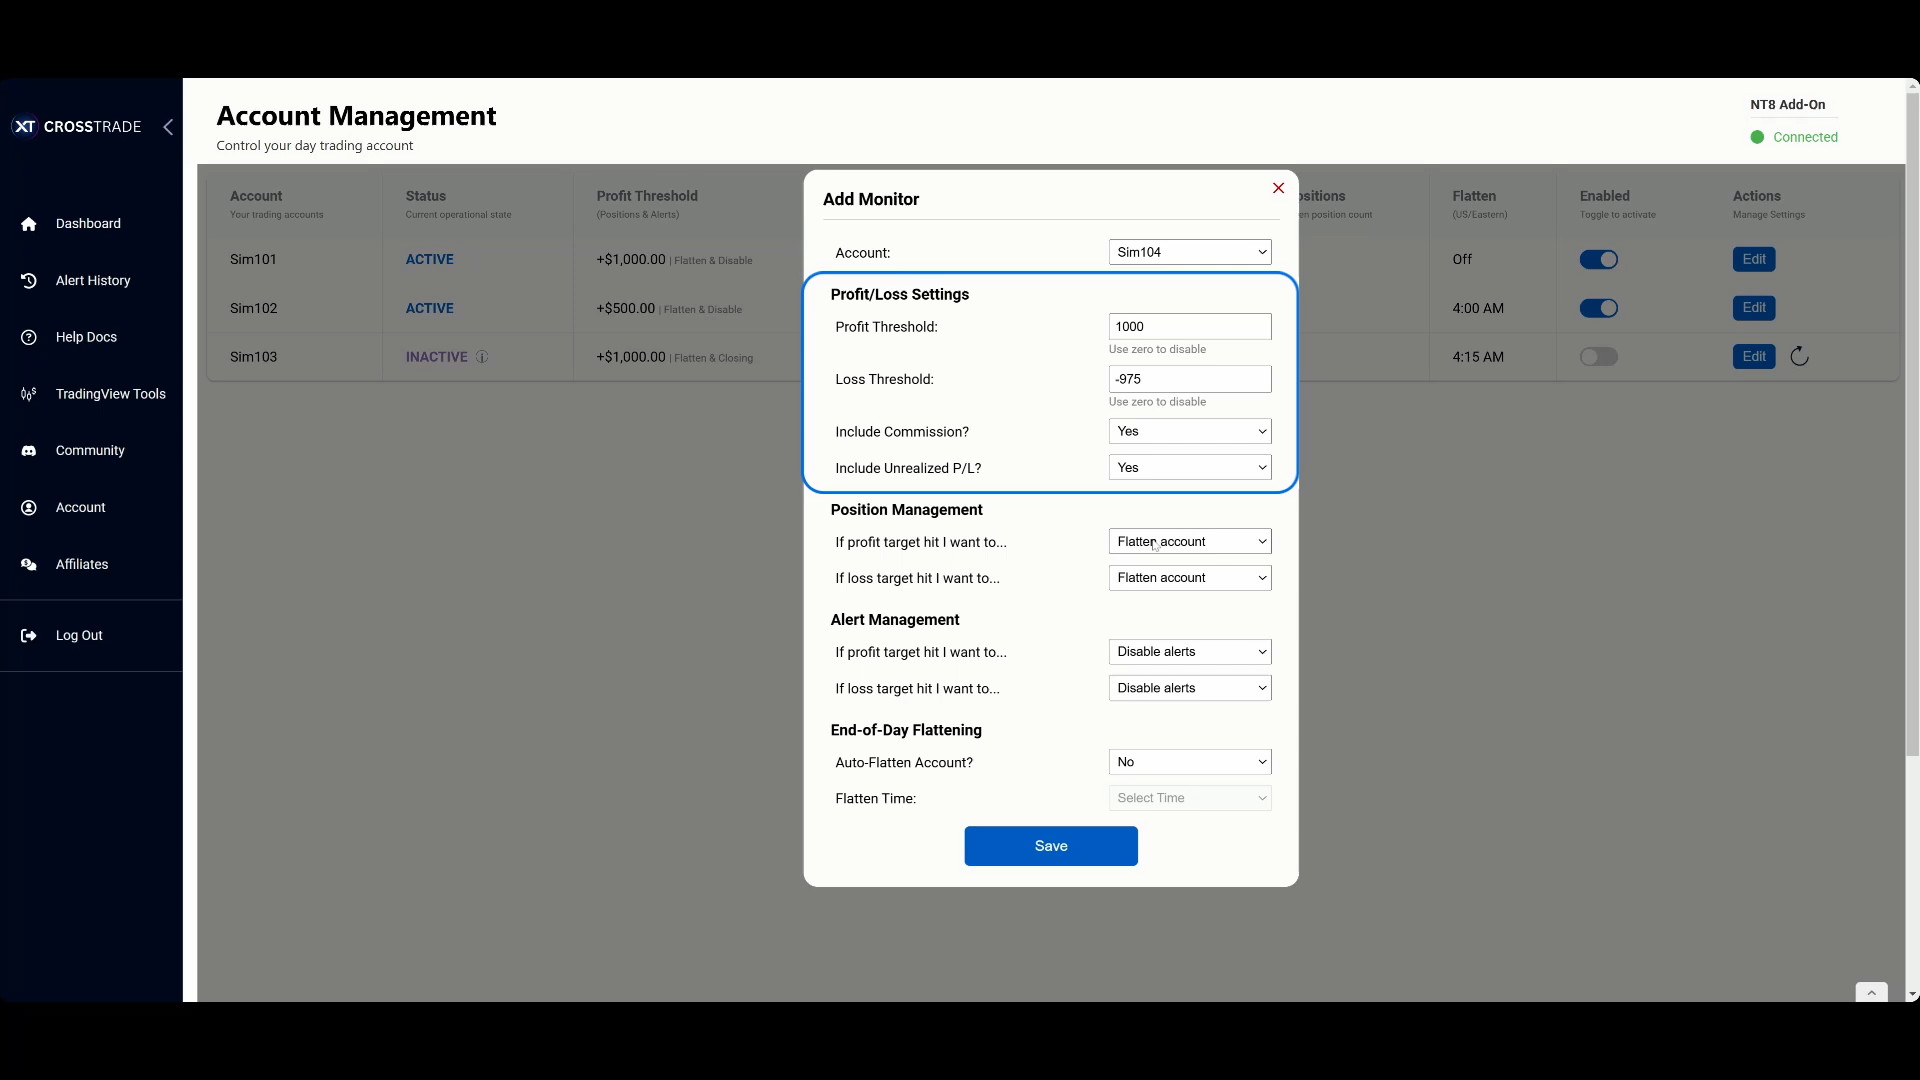 XT CROSSTRADE
Dashboard
Alert History
Help Docs
TradingView Tools
Community
Account
Affiliates
Log Out
Account Management
Control your day trading account
NT8 Add-On
Connected
Account Status Profit Threshold ositions Flatten Enabled Actions
Your trading accounts Current operational state (Positions & Alerts) en position count (US/Eastern) Toggle to activate Manage Settings
Sim101 ACTIVE +$1,000.00 | Flatten & Disable Off Edit
Sim102 ACTIVE +$500.00 | Flatten & Disable 4:00 AM Edit
Sim103 INACTIVE +$1,000.00 | Flatten & Closing 4:15 AM Edit
Add Monitor
Account: Sim104
Profit/Loss Settings
Profit Threshold: 1000
Use zero to disable
Loss Threshold: -975
Use zero to disable
Include Commission? Yes
Include Unrealized P/L? Yes
Position Management
If profit target hit I want to... Flatten account
If loss target hit I want to... Flatten account
Alert Management
If profit target hit I want to... Disable alerts
If loss target hit I want to... Disable alerts
End-of-Day Flattening
Auto-Flatten Account? No
Flatten Time: Select Time
Save